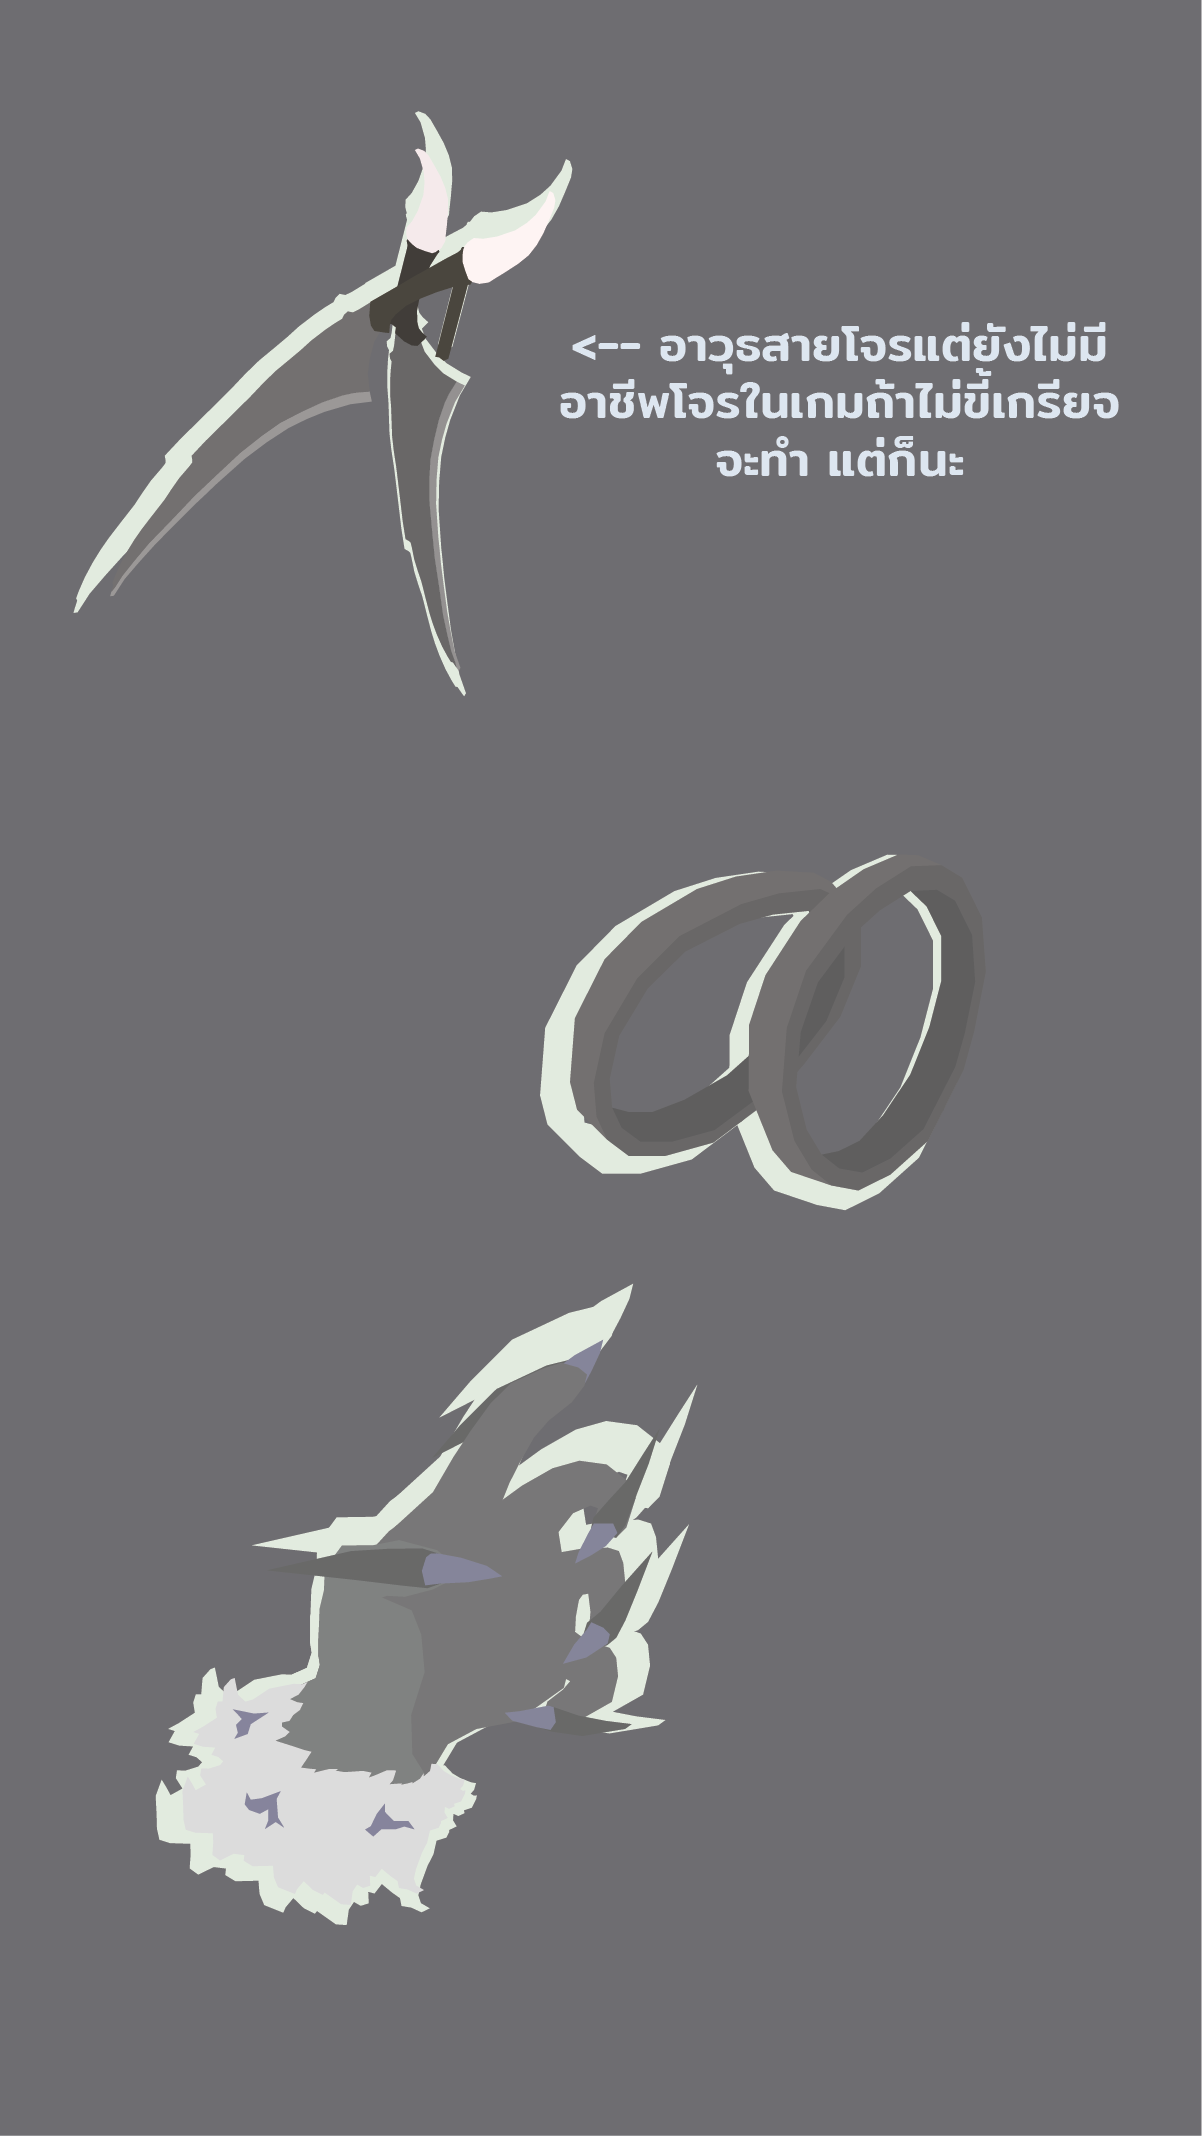 <-- อาวุธสายโจรแต่ยังไม่มี
อาชีพโจรในเกมถ้าไม่ขี้เกรียจ
จะทำ แต่ก็นะ